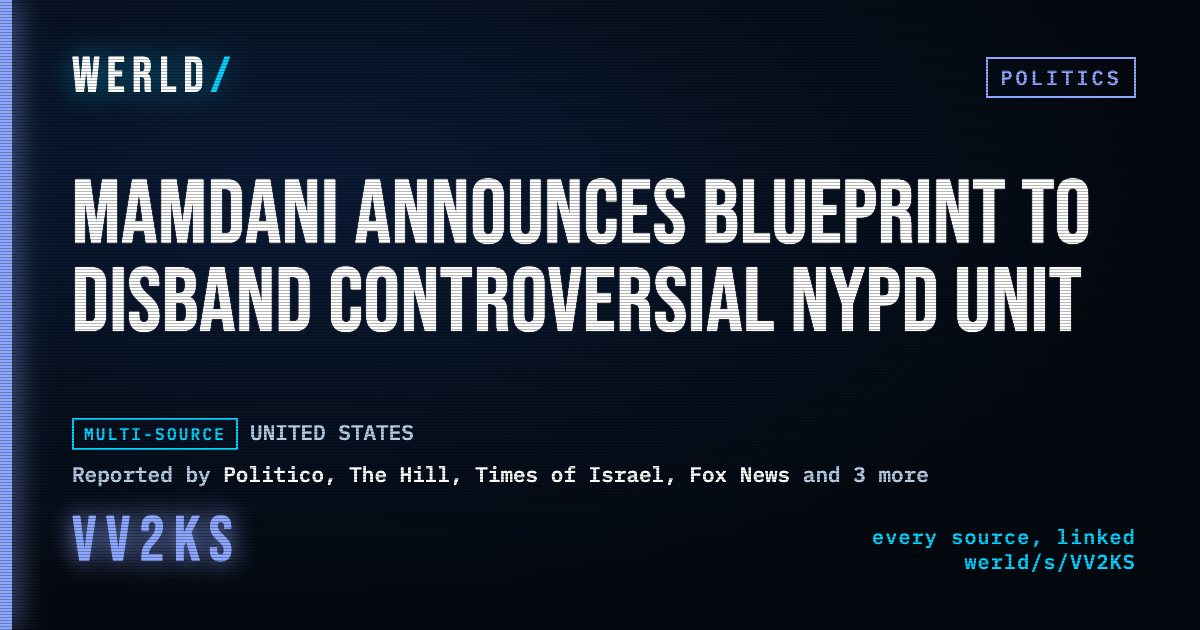 WERLD/
POLITICS
MAMDANI ANNOUNCES BLUEPRINT TO
DISBAND CONTROVERSIAL NYPD UNIT
MULTI-SOURCE UNITED STATES
Reported by Politico, The Hill, Times of Israel, Fox News and 3 more
VV2KS
every source, linked
werld/s/VV2KS